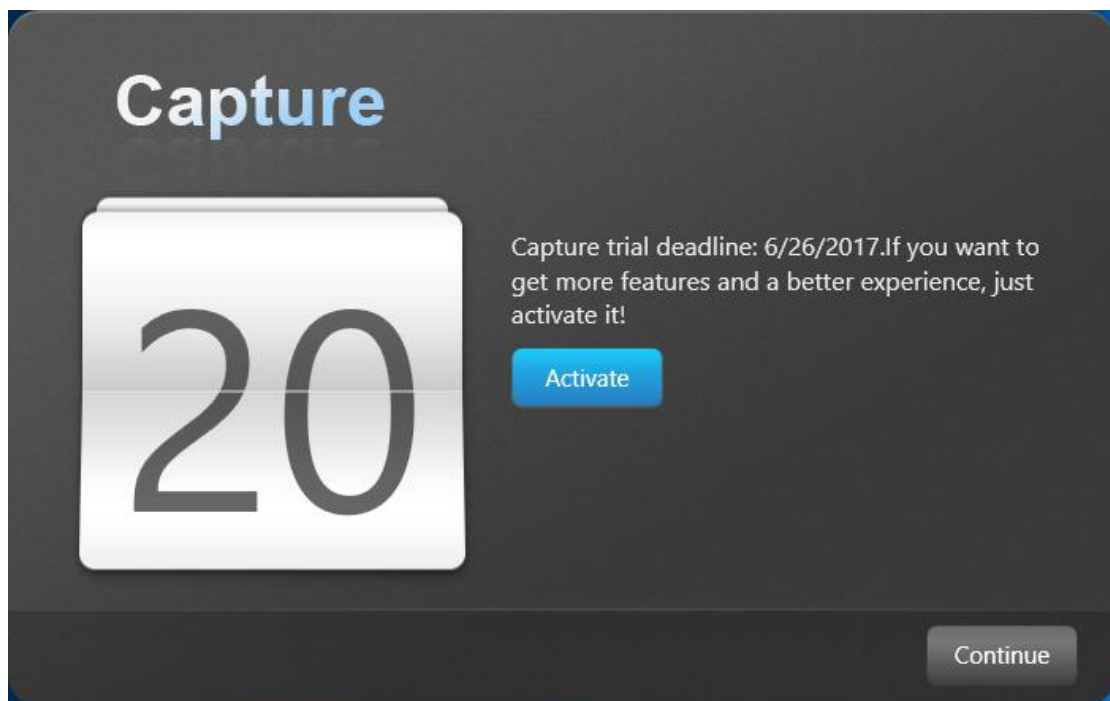 Capture
20
Capture trial deadline: 6/26/2017.If you want to
get more features and a better experience, just
activate it!
Activate
Continue